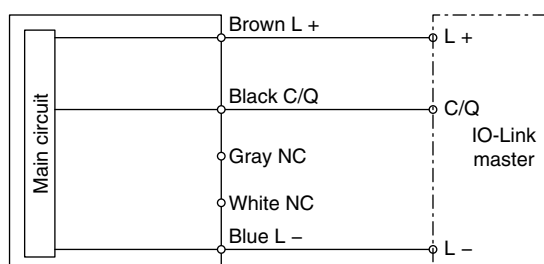 Brown L +
L +
Black C/Q
C/Q
Main circuit
IO-Link
master
Gray NC
White NC
Blue L –
L –